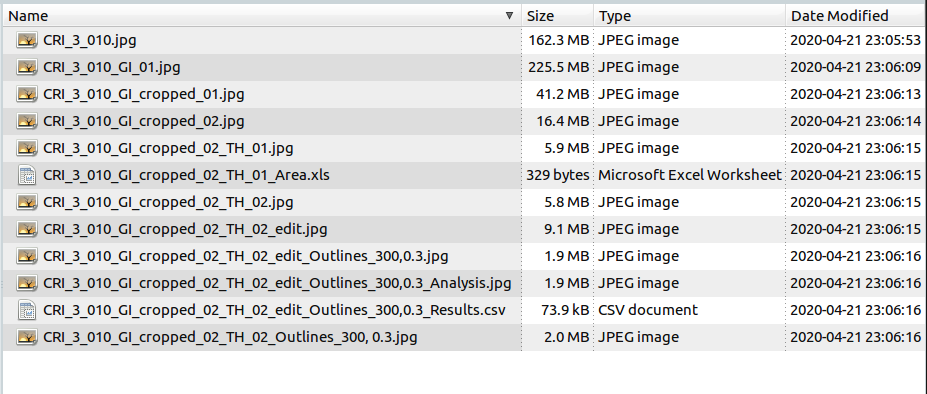 Name Size Type Date Modified
CRI_3_010.jpg 162.3 MB JPEG image 2020-04-21 23:05:53
CRI_3_010_GI_01.jpg 225.5 MB JPEG image 2020-04-21 23:06:09
CRI_3_010_GI_cropped_01.jpg 41.2 MB JPEG image 2020-04-21 23:06:13
CRI_3_010_GI_cropped_02.jpg 16.4 MB JPEG image 2020-04-21 23:06:14
CRI_3_010_GI_cropped_02_TH_01.jpg 5.9 MB JPEG image 2020-04-21 23:06:15
CRI_3_010_GI_cropped_02_TH_01_Area.xls 329 bytes Microsoft Excel Worksheet 2020-04-21 23:06:15
CRI_3_010_GI_cropped_02_TH_02.jpg 5.8 MB JPEG image 2020-04-21 23:06:15
CRI_3_010_GI_cropped_02_TH_02_edit.jpg 9.1 MB JPEG image 2020-04-21 23:06:15
CRI_3_010_GI_cropped_02_TH_02_edit_Outlines_300,0.3.jpg 1.9 MB JPEG image 2020-04-21 23:06:16
CRI_3_010_GI_cropped_02_TH_02_edit_Outlines_300,0.3_Analysis.jpg 1.9 MB JPEG image 2020-04-21 23:06:16
CRI_3_010_GI_cropped_02_TH_02_edit_Outlines_300,0.3_Results.csv 73.9 kB CSV document 2020-04-21 23:06:16
CRI_3_010_GI_cropped_02_TH_02_Outlines_300, 0.3.jpg 2.0 MB JPEG image 2020-04-21 23:06:16